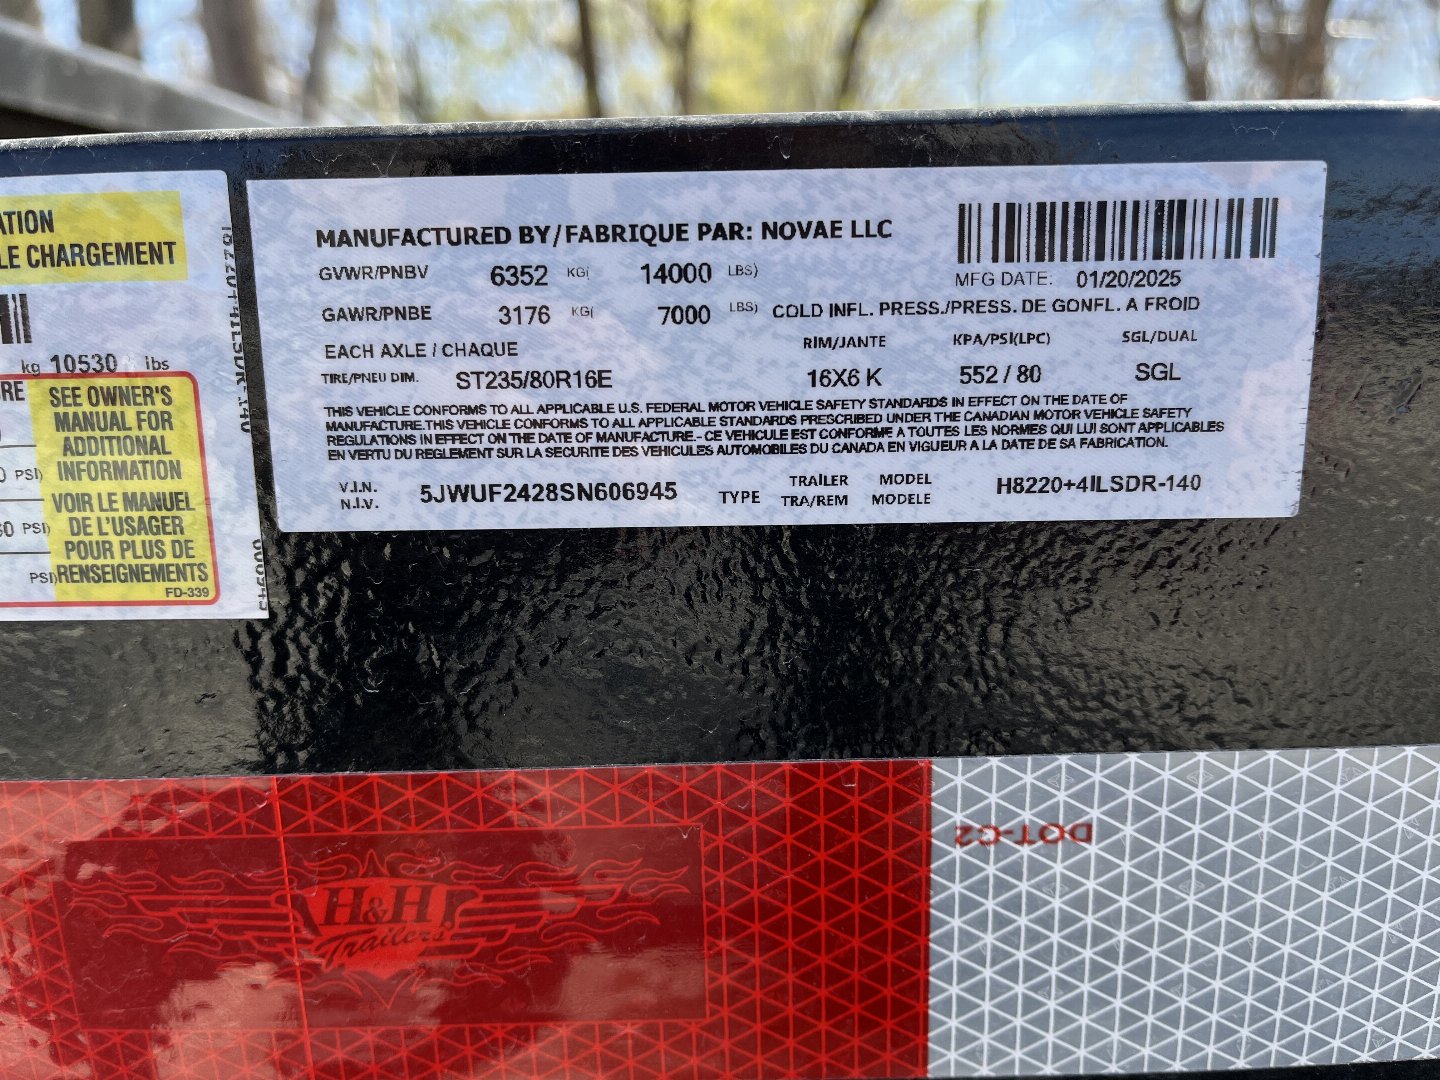 ATION
LE CHARGEMENT
kg 10530 lbs
RE
SEE OWNER'S
MANUAL FOR
ADDITIONAL
INFORMATION
VOIR LE MANUEL
DE L'USAGER
POUR PLUS DE
RENSEIGNEMENTS
PSI)
PSI)
PSI)
FD-339
MANUFACTURED BY/FABRIQUE PAR: NOVAE LLC
GVWR/PNBV 6352 KG( 14000 LBS)
MFG DATE: 01/20/2025
GAWR/PNBE 3176 KG( 7000 LBS) COLD INFL. PRESS./PRESS. DE GONFL. A FROID
EACH AXLE / CHAQUE RIM/JANTE KPA/PSI(LPC) SGL/DUAL
TIRE/PNEU DIM. ST235/80R16E 16X6 K 552 / 80 SGL
THIS VEHICLE CONFORMS TO ALL APPLICABLE U.S. FEDERAL MOTOR VEHICLE SAFETY STANDARDS IN EFFECT ON THE DATE OF
MANUFACTURE.THIS VEHICLE CONFORMS TO ALL APPLICABLE STANDARDS PRESCRIBED UNDER THE CANADIAN MOTOR VEHICLE SAFETY
REGULATIONS IN EFFECT ON THE DATE OF MANUFACTURE.- CE VEHICULE EST CONFORME A TOUTES LES NORMES QUI LUI SONT APPLICABLES
EN VERTU DU REGLEMENT SUR LA SECURITE DES VEHICULES AUTOMOBILES DU CANADA EN VIGUEUR A LA DATE DE SA FABRICATION.
V.I.N.
N.I.V. 5JWUF2428SN606945 TYPE TRAILER
TRA/REM MODEL
MODELE H8220+4ILSDR-140
DOT-C2
H&H
Trailers